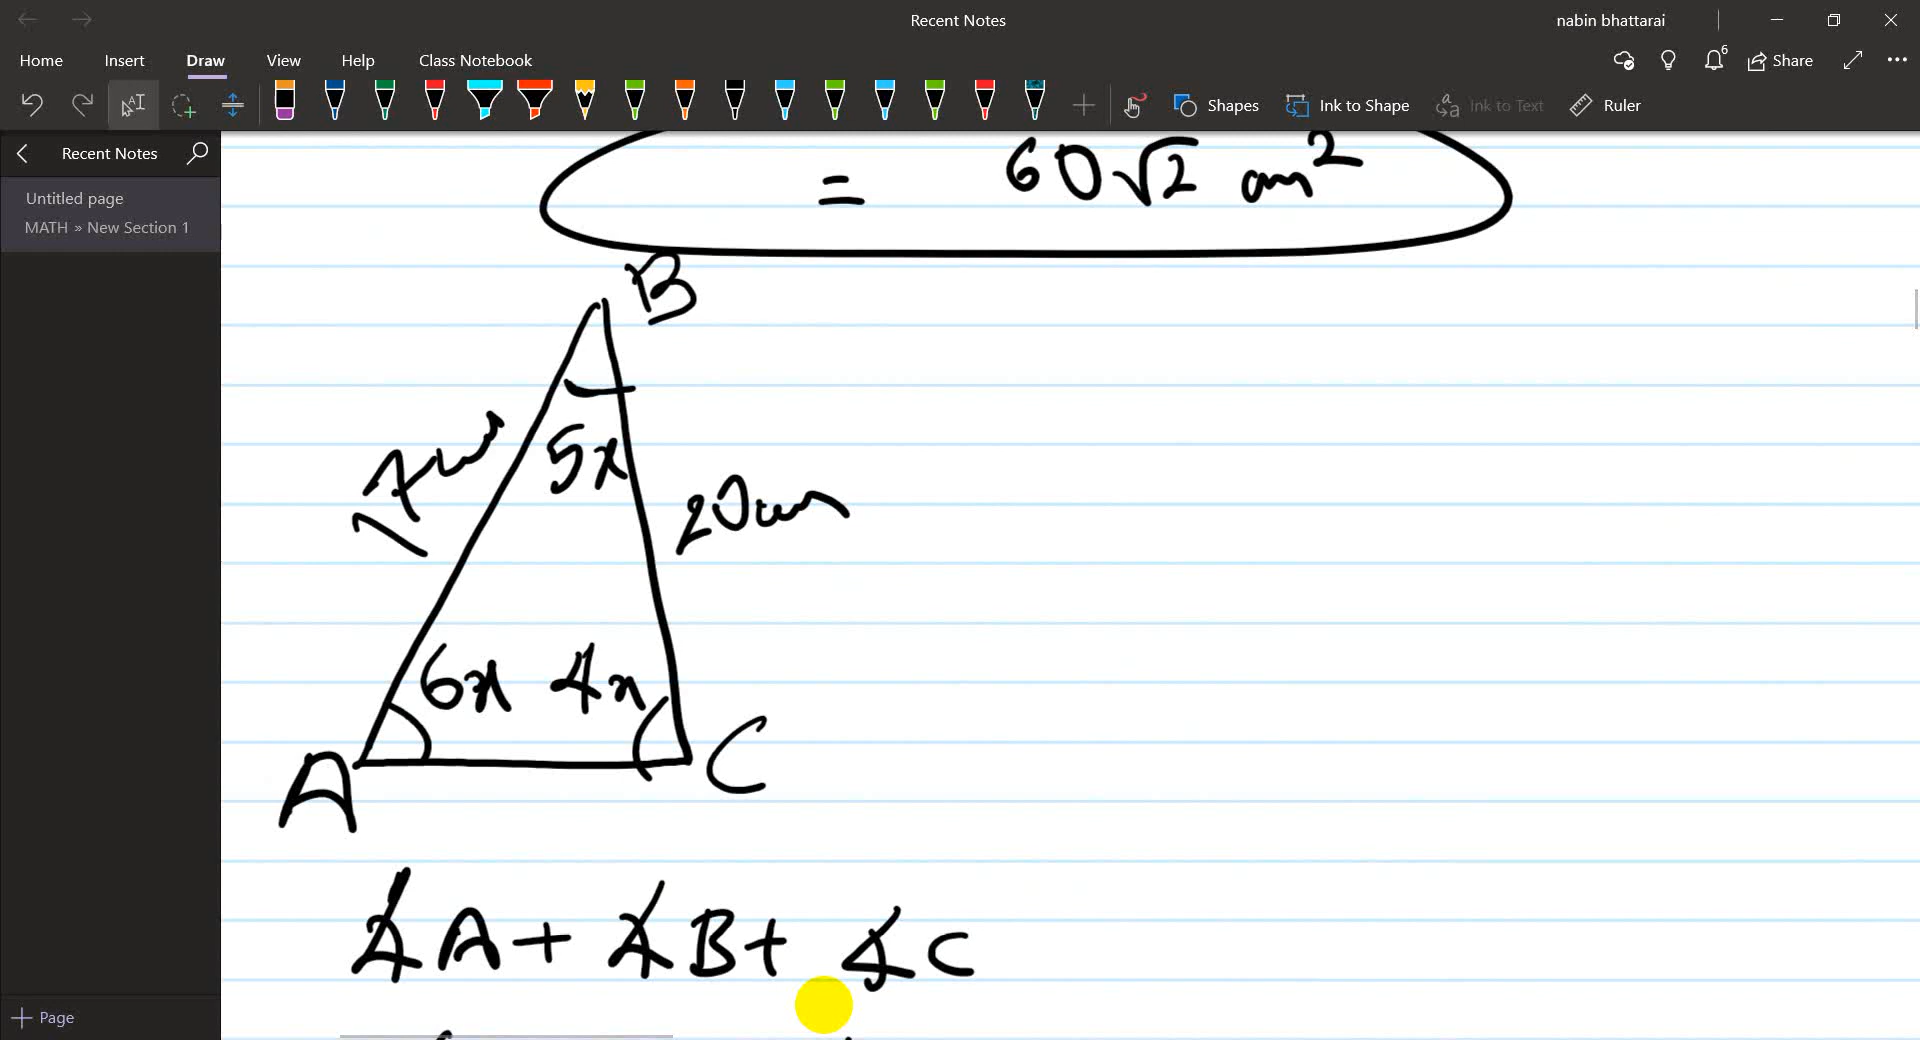 Recent Notes
nabin bhattarai
Home Insert Draw View Help Class Notebook
6
Share
Shapes Ink to Shape Ink to Text Ruler
Recent Notes
Untitled page
MATH » New Section 1
= 60√2 cm²
B
5x
20cm
6x 4x
A C
∡A + ∡B + ∡C
Page